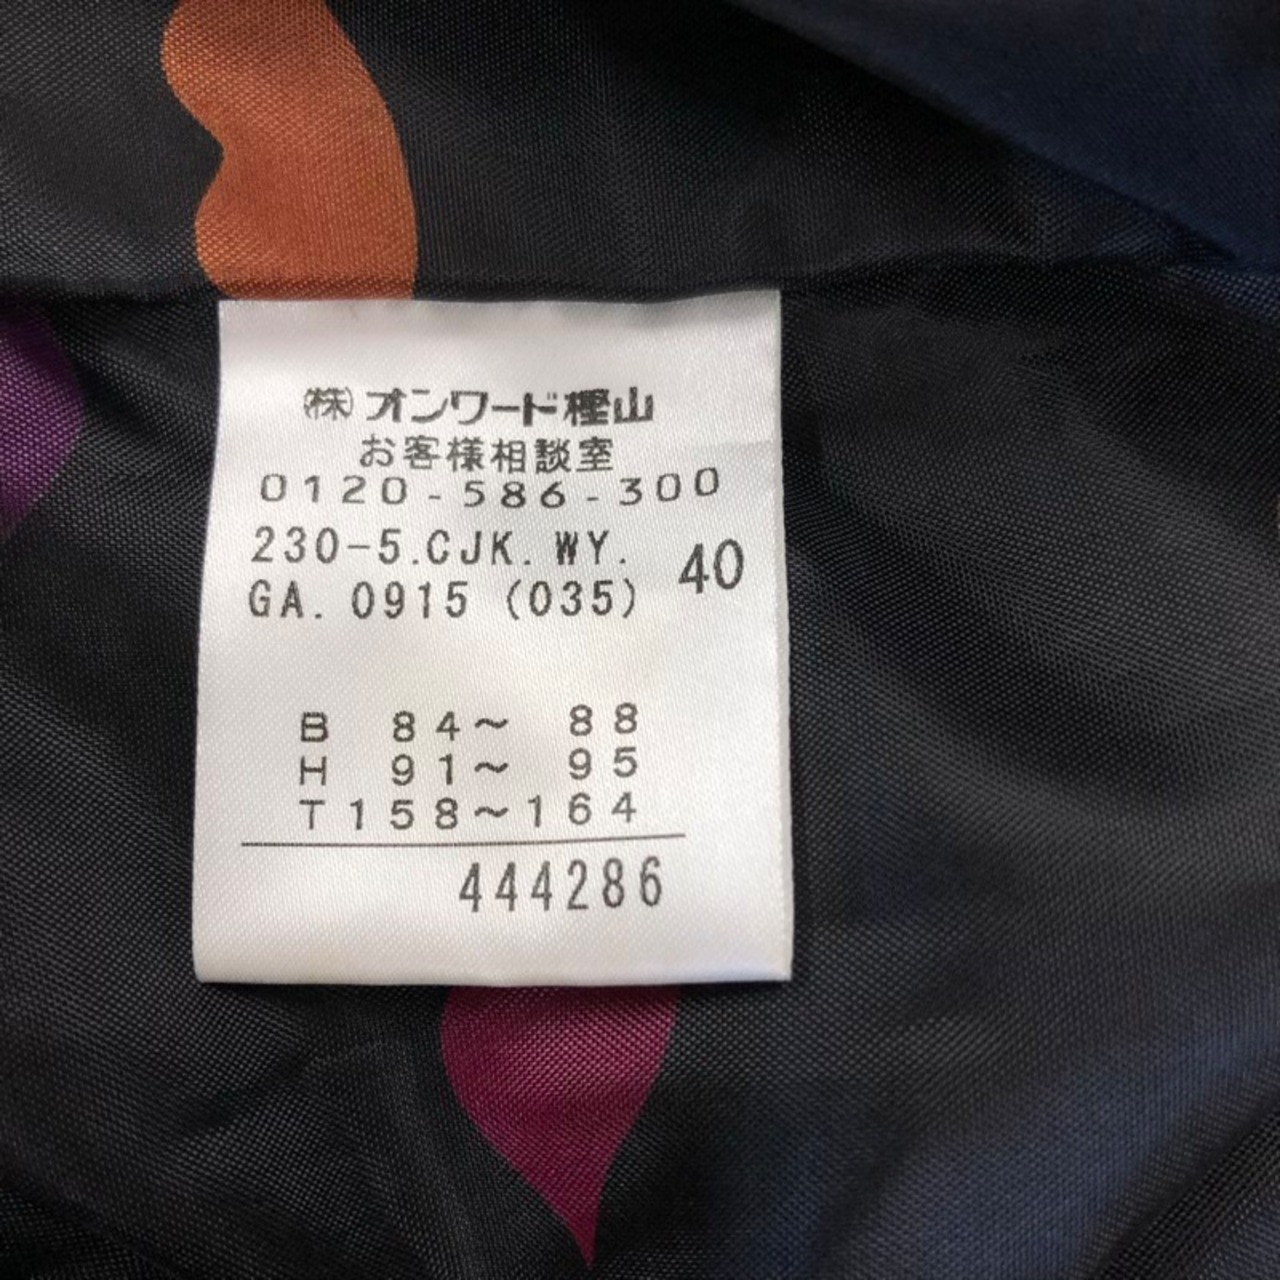 ㈱オンワード樫山
お客様相談室
0120-586-300
230-5.CJK.WY.
GA.0915 (035)
40
B 84～ 88
H 91～ 95
T158～164
444286